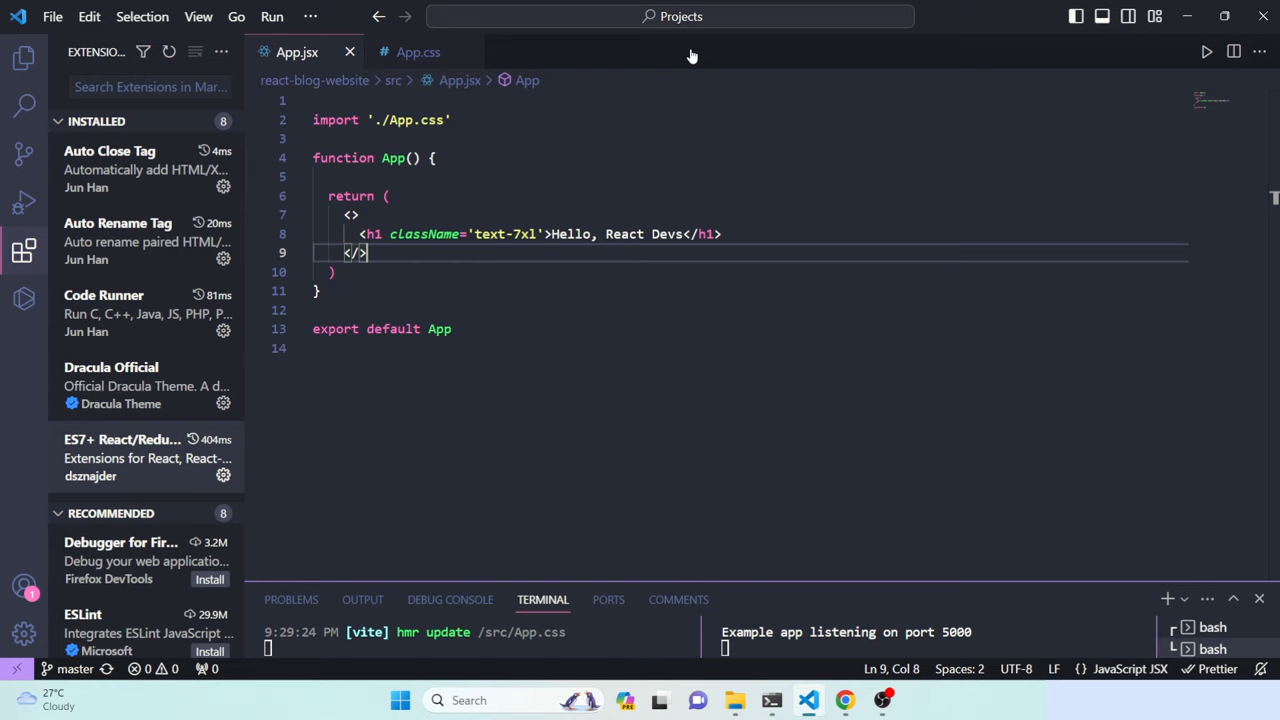 File Edit Selection View Go Run ··· Projects
EXTENSIO...
App.jsx
App.css
Search Extensions in Mar...
react-blog-website > src > App.jsx > App
INSTALLED 8
Auto Close Tag 4ms
Automatically add HTML/X...
Jun Han
Auto Rename Tag 20ms
Auto rename paired HTML/...
Jun Han
Code Runner 81ms
Run C, C++, Java, JS, PHP, P...
Jun Han
Dracula Official
Official Dracula Theme. A d...
Dracula Theme
ES7+ React/Redu... 404ms
Extensions for React, React-...
dsznajder
RECOMMENDED 8
Debugger for Fir... 3.2M
Debug your web applicatio...
Firefox DevTools Install
ESLint 29.9M
Integrates ESLint JavaScript ...
Microsoft Install
1
2 import './App.css'
3
4 function App() {
5
6 return (
7 <>
8 <h1 className='text-7xl'>Hello, React Devs</h1>
9 </>
10 )
11 }
12
13 export default App
14
PROBLEMS OUTPUT DEBUG CONSOLE TERMINAL PORTS COMMENTS
9:29:24 PM [vite] hmr update /src/App.css
Example app listening on port 5000
bash
bash
1
master 0 0 0 Ln 9, Col 8 Spaces: 2 UTF-8 LF {} JavaScript JSX Prettier
27°C
Cloudy
Search
PRE